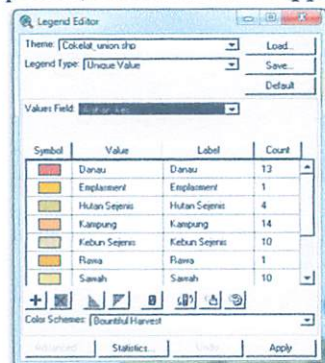 Legend Editor
Theme: Cokelat_union.shp Load...
Legend Type: Unique Value Save...
Default
Values Field:
Symbol Value Label Count
Danau Danau 13
Emplasment Emplasment 1
Hutan Sejenis Hutan Sejenis 4
Kampung Kampung 14
Kebun Sejenis Kebun Sejenis 10
Rawa Rawa 1
Sawah Sawah 10
Color Schemes: Bountiful Harvest
Advanced... Statistics... Undo Apply